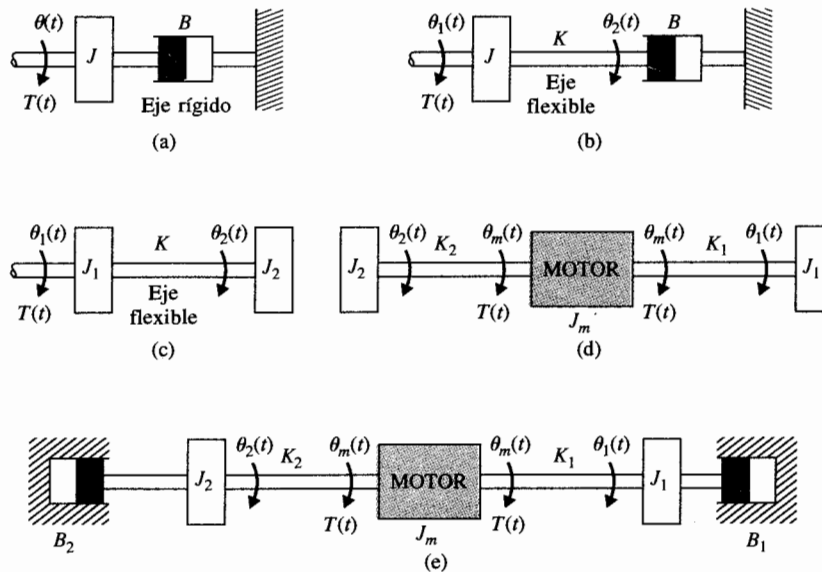 θ(t)
B
J
T(t)
Eje rígido
(a)
θ₁(t)
K
θ₂(t)
B
J
T(t)
Eje
flexible
(b)
θ₁(t)
K
θ₂(t)
J₁
J₂
T(t)
Eje
flexible
(c)
θ₂(t)
K₂
θₘ(t)
θₘ(t)
K₁
θ₁(t)
J₂
MOTOR
J₁
T(t)
T(t)
Jₘ
(d)
θ₂(t)
K₂
θₘ(t)
θₘ(t)
K₁
θ₁(t)
J₂
MOTOR
J₁
T(t)
T(t)
B₂
Jₘ
B₁
(e)